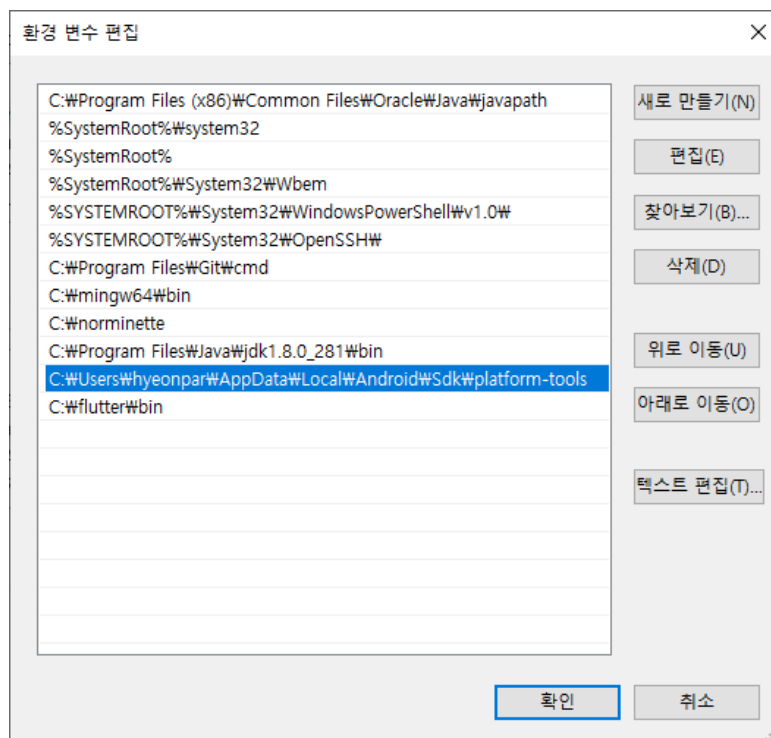 환경 변수 편집
C:₩Program Files (x86)₩Common Files₩Oracle₩Java₩javapath
%SystemRoot%₩system32
%SystemRoot%
%SystemRoot%₩System32₩Wbem
%SYSTEMROOT%₩System32₩WindowsPowerShell₩v1.0₩
%SYSTEMROOT%₩System32₩OpenSSH₩
C:₩Program Files₩Git₩cmd
C:₩mingw64₩bin
C:₩norminette
C:₩Program Files₩Java₩jdk1.8.0_281₩bin
C:₩Users₩hyeonpar₩AppData₩Local₩Android₩Sdk₩platform-tools
C:₩flutter₩bin
새로 만들기(N)
편집(E)
찾아보기(B)...
삭제(D)
위로 이동(U)
아래로 이동(O)
텍스트 편집(T)...
확인
취소